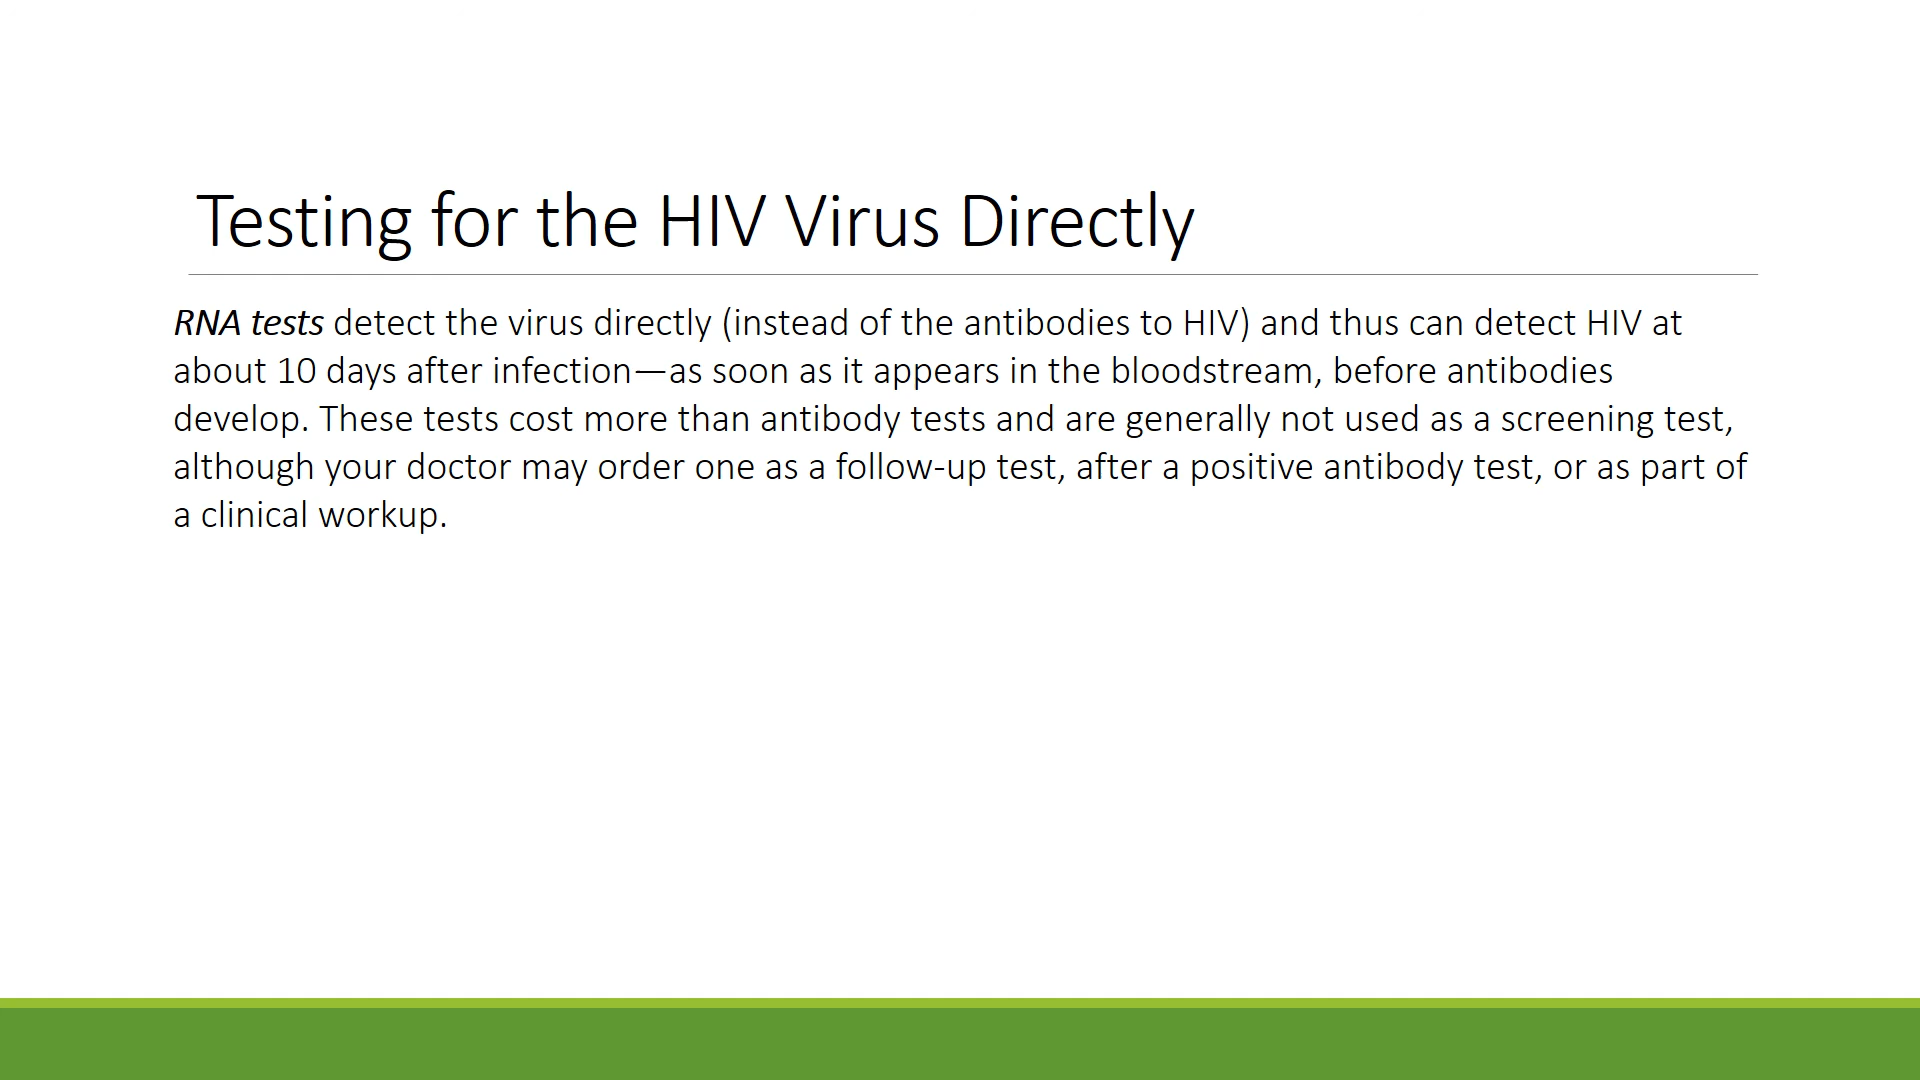 Testing for the HIV Virus Directly
RNA tests detect the virus directly (instead of the antibodies to HIV) and thus can detect HIV at
about 10 days after infection—as soon as it appears in the bloodstream, before antibodies
develop. These tests cost more than antibody tests and are generally not used as a screening test,
although your doctor may order one as a follow-up test, after a positive antibody test, or as part of
a clinical workup.